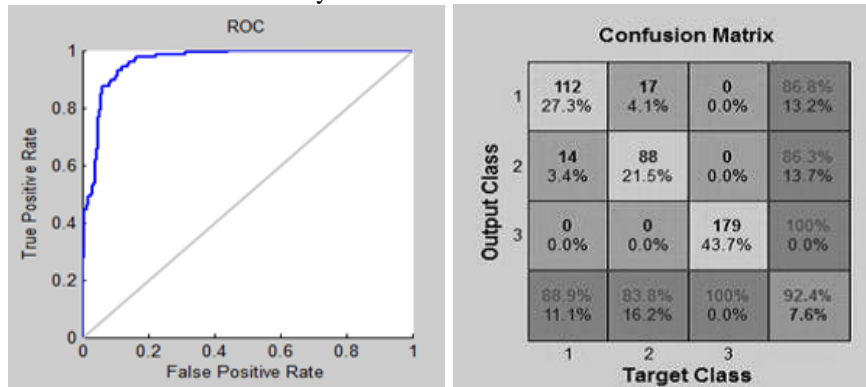 ROC
1
0.8
0.6
0.4
0.2
0
0 0.2 0.4 0.6 0.8 1
True Positive Rate
False Positive Rate
Confusion Matrix
1 112 17 0 86.8%
27.3% 4.1% 0.0% 13.2%
2 14 88 0 86.3%
3.4% 21.5% 0.0% 13.7%
3 0 0 179 100%
0.0% 0.0% 43.7% 0.0%
88.9% 83.8% 100% 92.4%
11.1% 16.2% 0.0% 7.6%
1 2 3
Output Class
Target Class